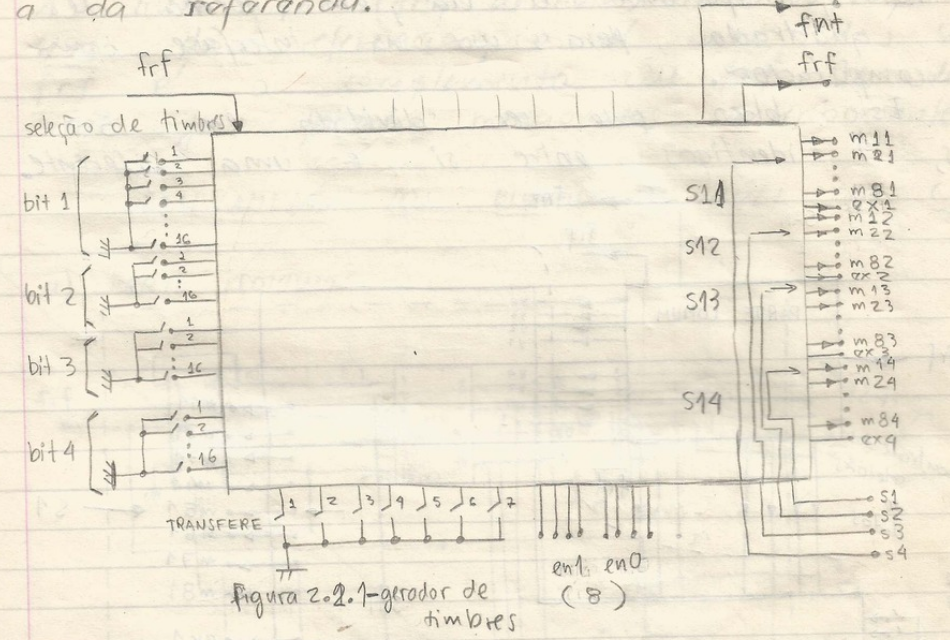 a da referência.
frf
fnt
frf
seleção de timbres
bit 1
1
2
3
4
16
bit 2
1
2
16
bit 3
1
2
16
bit 4
1
2
16
S11
S12
S13
S14
m11
m21
m81
ex1
m12
m22
m82
ex2
m13
m23
m83
ex3
m14
m24
m84
ex4
s1
s2
s3
s4
TRANSFERE
1 2 3 4 5 6 7
en1 en0
(8)
figura 2.2.1-gerador de
timbres